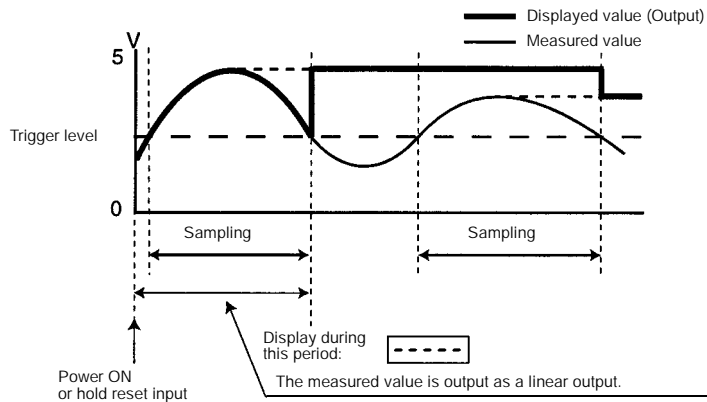 V
Displayed value (Output)
Measured value
5
Trigger level
0
Sampling
Sampling
Display during
this period:
Power ON
or hold reset input
The measured value is output as a linear output.